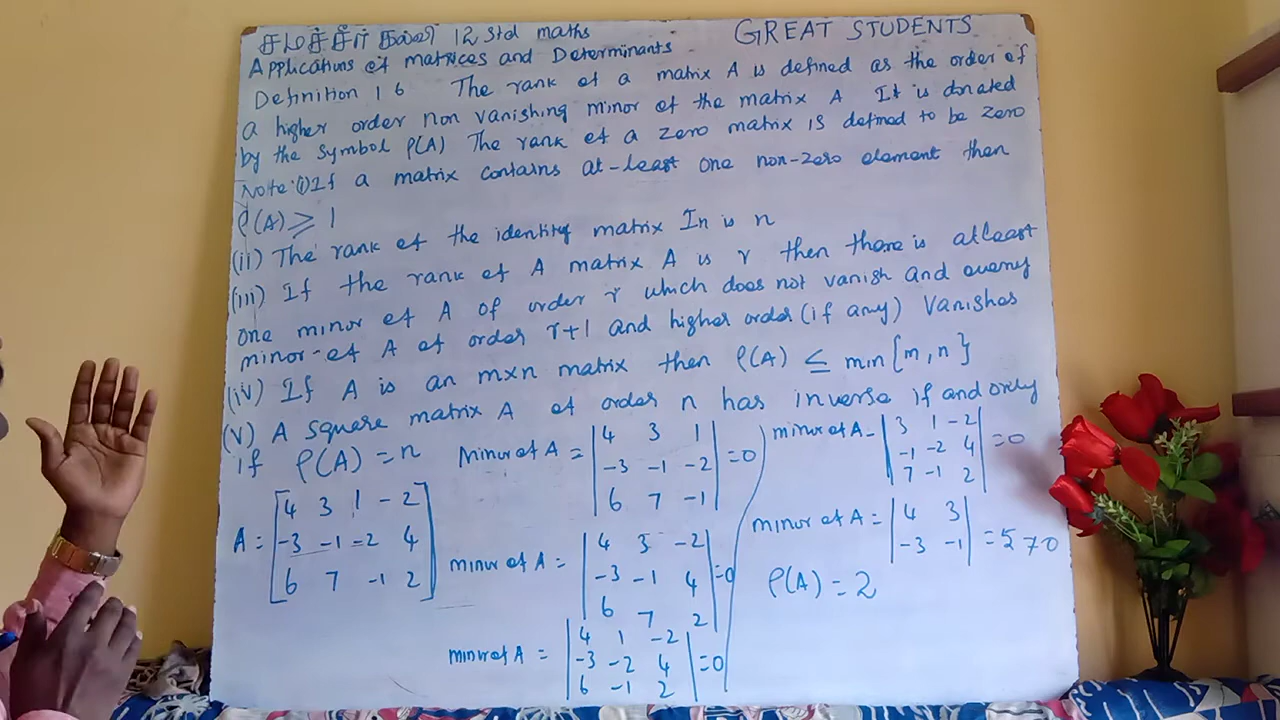 சமச்சீர் கல்வி 12 std maths GREAT STUDENTS
Applications of matrices and Determinants
Definition 1 6 The rank of a matrix A is defined as the order of
a higher order non vanishing minor of the matrix A It is donated
by the symbol ρ(A) The rank of a zero matrix is defined to be zero
Note: (i) If a matrix contains at-least one non-zero element then
ρ(A) ≥ 1
(ii) The rank of the identity matrix In is n
(iii) If the rank of A matrix A is r then there is atleast
one minor of A of order r which does not vanish and every
minor of A of order r+1 and higher order (if any) vanishes
(iv) If A is an m×n matrix then ρ(A) ≤ min {m, n}
(v) A square matrix A of order n has inverse if and only
if ρ(A) = n
A = [4 3 1 -2
-3 -1 -2 4
6 7 -1 2]
minor of A = |4 3 1
-3 -1 -2
6 7 -1| = 0
minor of A = |4 3 -2
-3 -1 4
6 7 2| = 0
minor of A = |4 1 -2
-3 -2 4
6 -1 2| = 0
minor of A = |3 1 -2
-1 -2 4
7 -1 2| = 0
minor of A = |4 3
-3 -1| = 5 ≠ 0
ρ(A) = 2